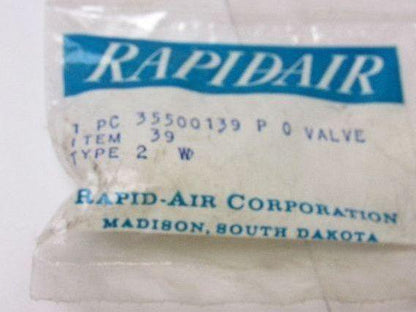 RAPIDAIR
1 PC 35500139 P O VALVE
ITEM 39
TYPE 2 W
RAPID-AIR CORPORATION
MADISON, SOUTH DAKOTA